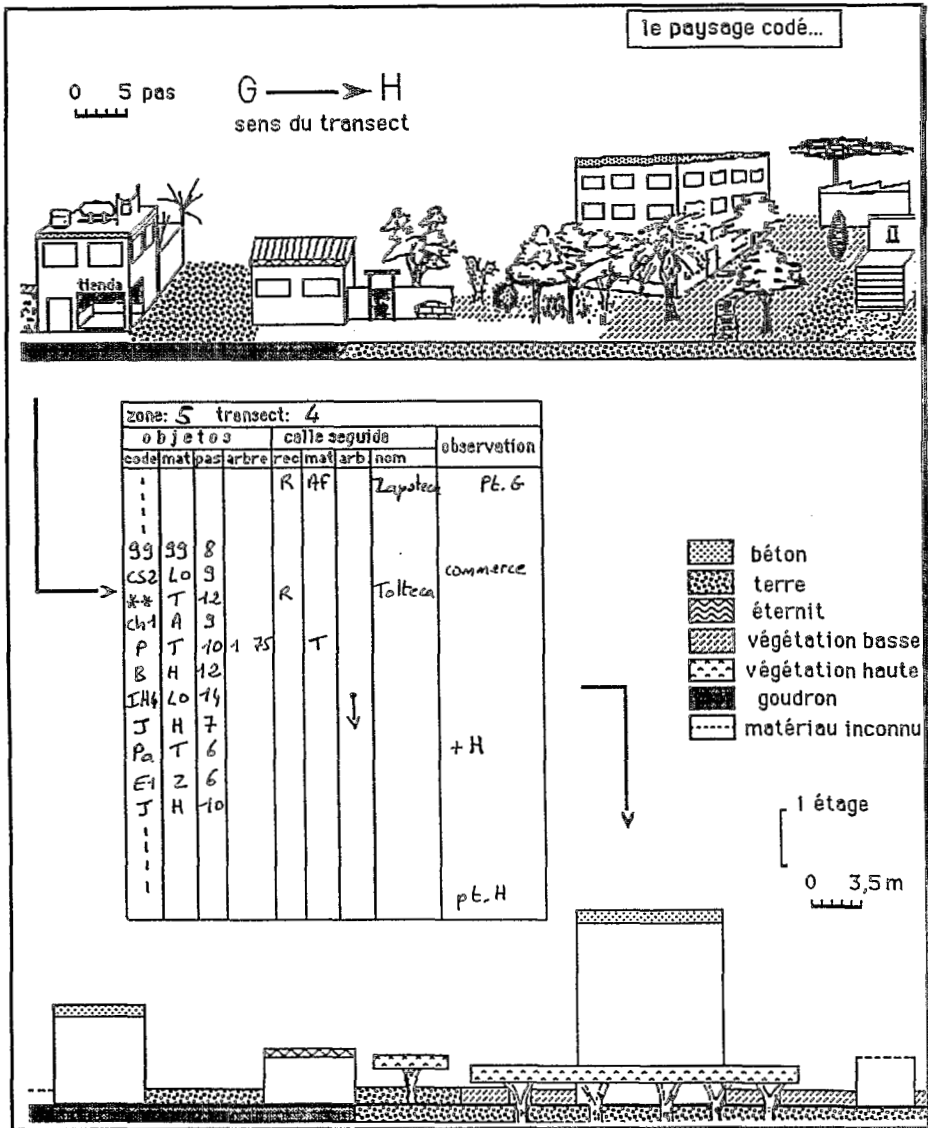 le paysage codé...
0 5 pas
G H
sens du transect
tienda
zone: 5 transect: 4
objetos calle seguida observation
code mat pas arbre rec mat arb. nom
R AF Zapoteca Pt. G
99 99 8
CS2 LO 9 commerce
** T 12 R Tolteca
ch1 A 9
P T 10 1 75 T
B H 12
IH4 LO 14
J H 7
Pa T 6 + H
E1 Z 6
J H 10
pt. H
béton
terre
éternit
végétation basse
végétation haute
goudron
matériau inconnu
1 étage
0 3,5 m